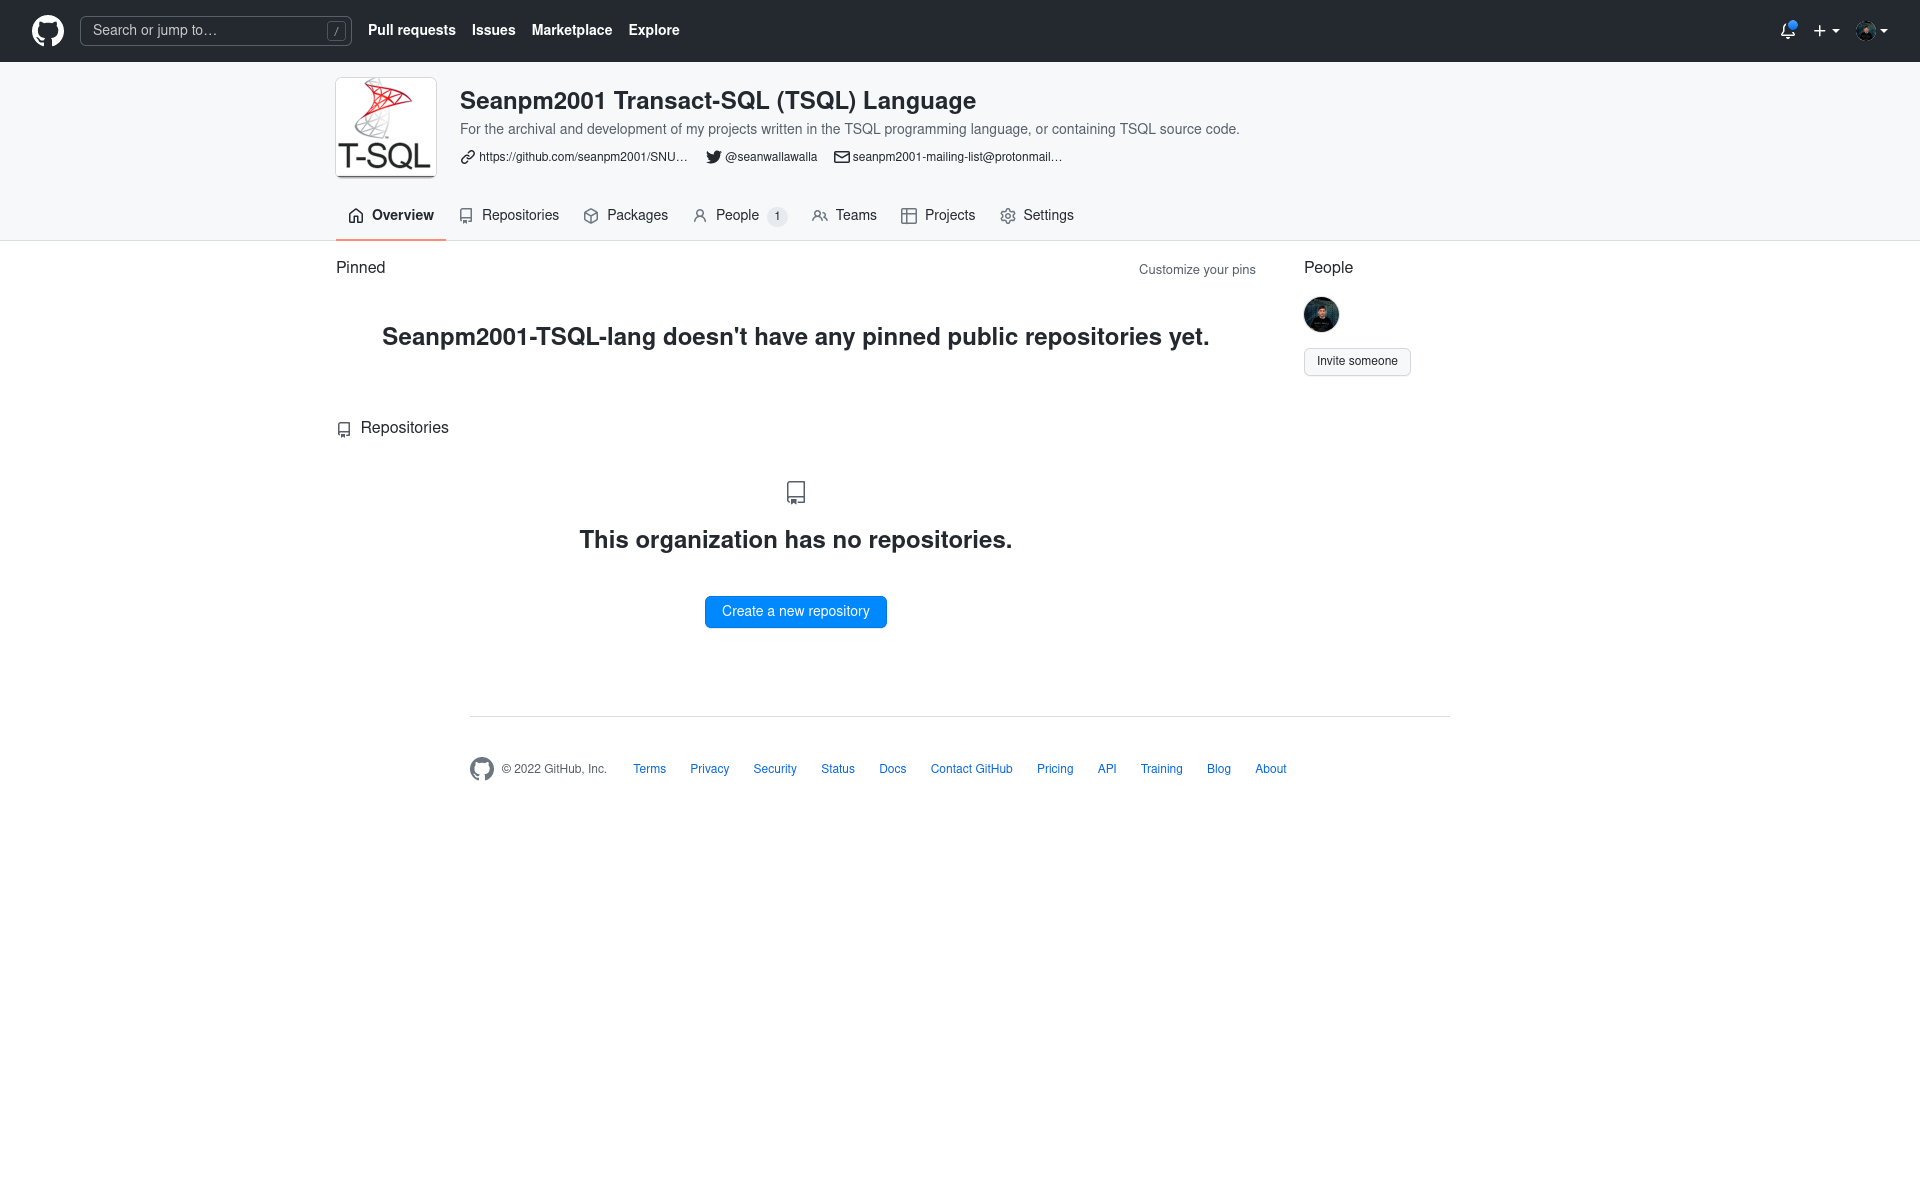 Search or jump to… /
Pull requests
Issues
Marketplace
Explore
T-SQL
Seanpm2001 Transact-SQL (TSQL) Language
For the archival and development of my projects written in the TSQL programming language, or containing TSQL source code.
https://github.com/seanpm2001/SNU…
@seanwallawalla
seanpm2001-mailing-list@protonmail…
Overview
Repositories
Packages
People 1
Teams
Projects
Settings
Pinned
Customize your pins
Seanpm2001-TSQL-lang doesn't have any pinned public repositories yet.
People
Invite someone
Repositories
This organization has no repositories.
Create a new repository
© 2022 GitHub, Inc.
Terms
Privacy
Security
Status
Docs
Contact GitHub
Pricing
API
Training
Blog
About